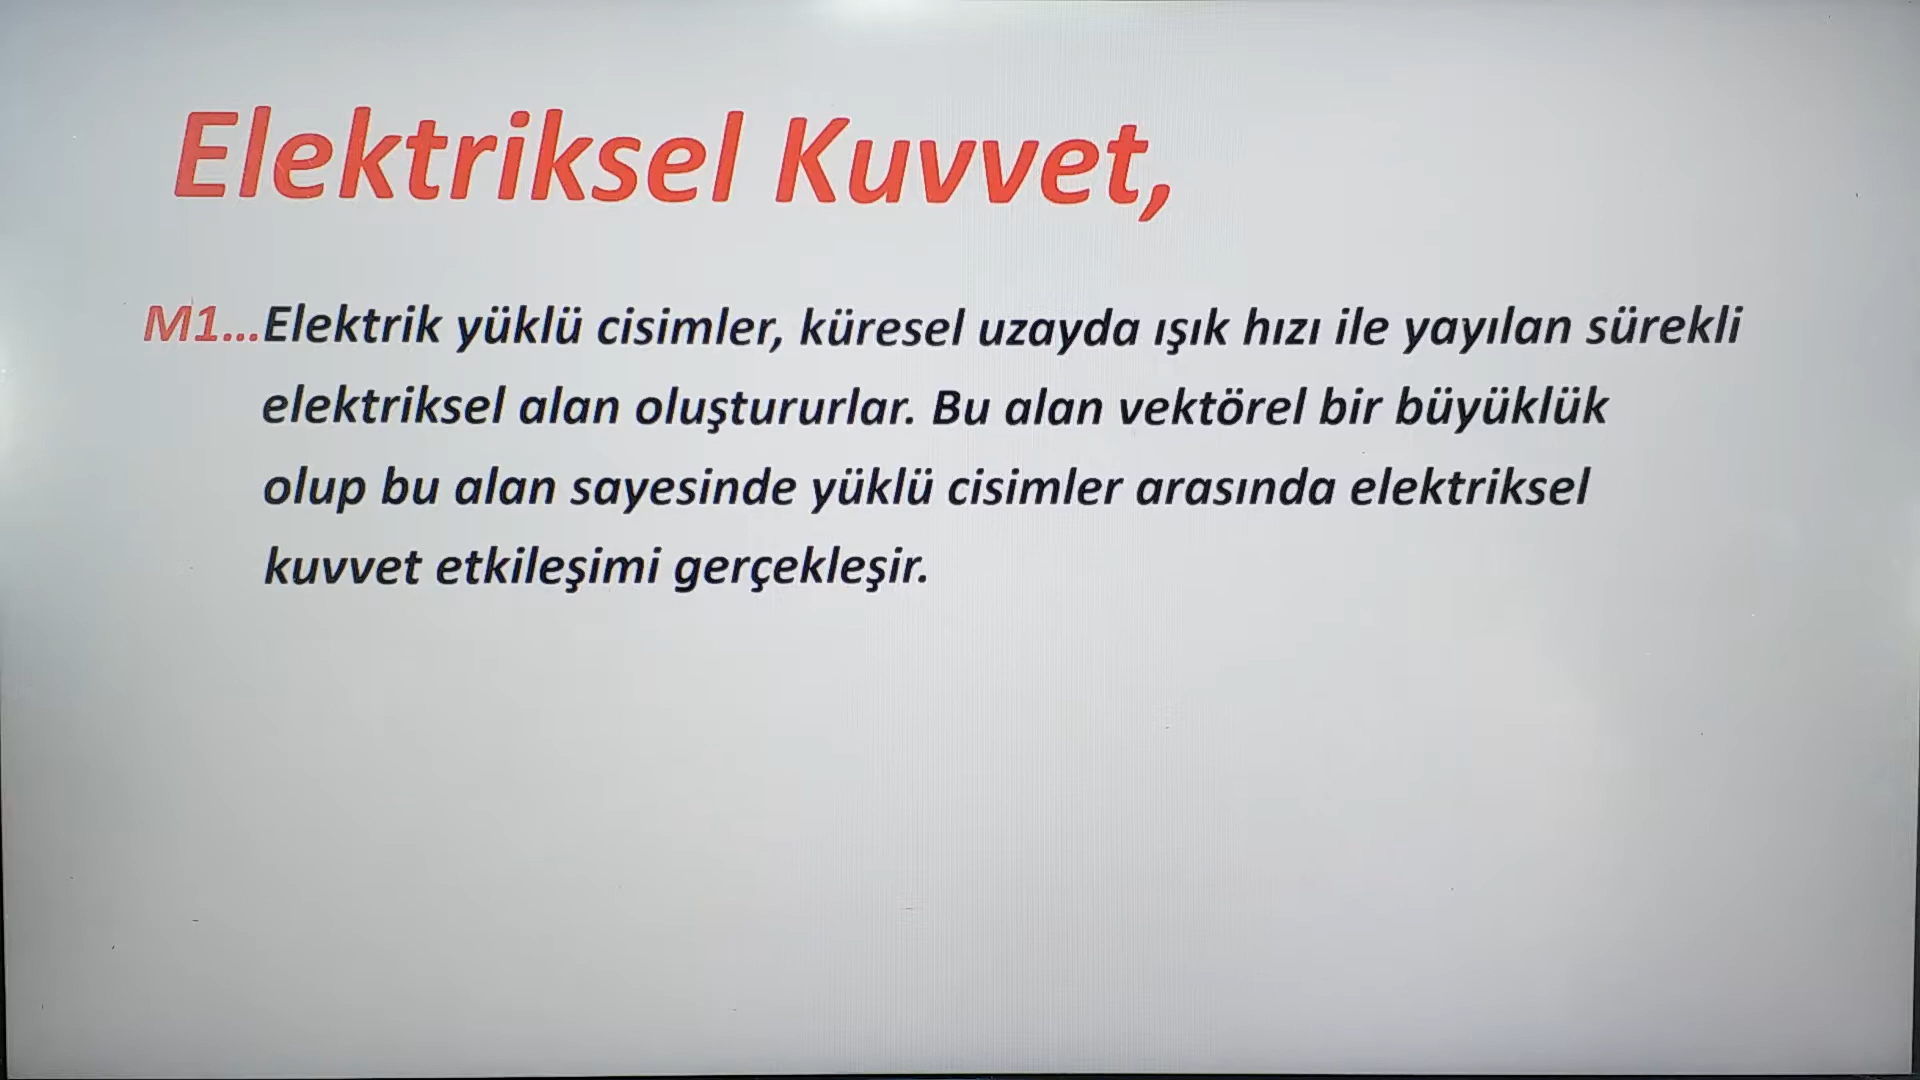 Elektriksel Kuvvet,
M1...Elektrik yüklü cisimler, küresel uzayda ışık hızı ile yayılan sürekli
elektriksel alan oluştururlar. Bu alan vektörel bir büyüklük
olup bu alan sayesinde yüklü cisimler arasında elektriksel
kuvvet etkileşimi gerçekleşir.